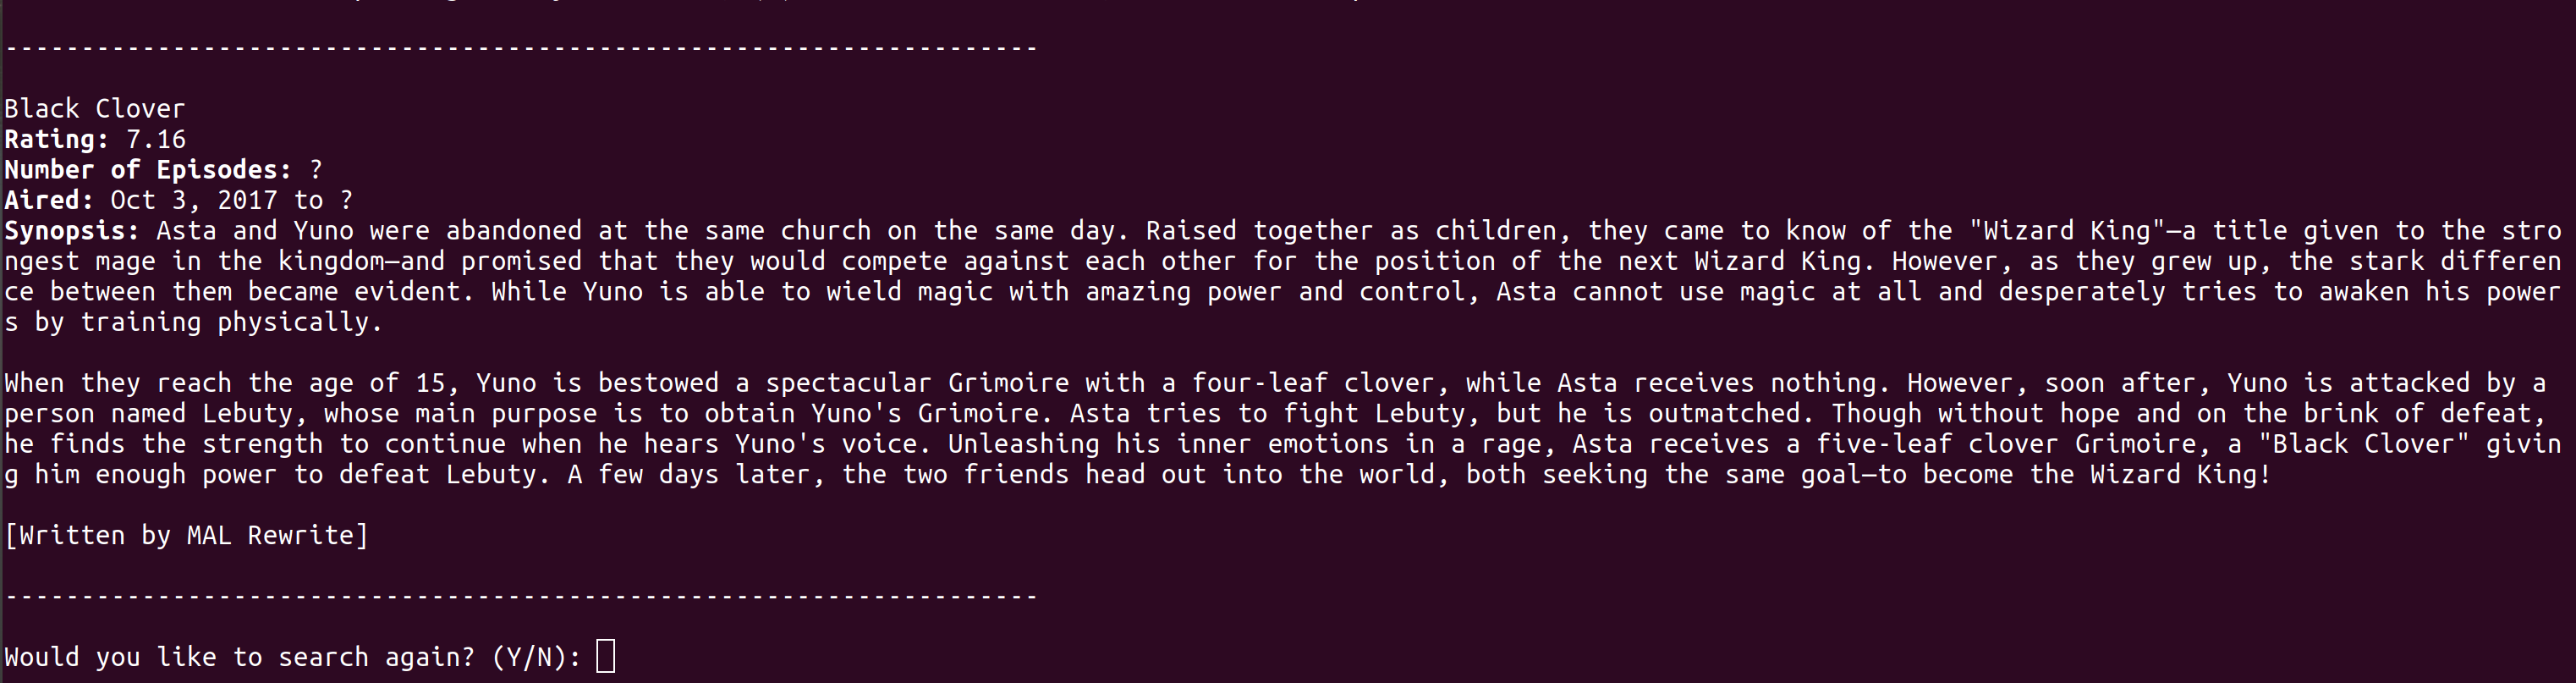 ---------------------------------------------------------------------
Black Clover
Rating: 7.16
Number of Episodes: ?
Aired: Oct 3, 2017 to ?
Synopsis: Asta and Yuno were abandoned at the same church on the same day. Raised together as children, they came to know of the "Wizard King"—a title given to the stro
ngest mage in the kingdom—and promised that they would compete against each other for the position of the next Wizard King. However, as they grew up, the stark differen
ce between them became evident. While Yuno is able to wield magic with amazing power and control, Asta cannot use magic at all and desperately tries to awaken his power
s by training physically.
When they reach the age of 15, Yuno is bestowed a spectacular Grimoire with a four-leaf clover, while Asta receives nothing. However, soon after, Yuno is attacked by a
person named Lebuty, whose main purpose is to obtain Yuno's Grimoire. Asta tries to fight Lebuty, but he is outmatched. Though without hope and on the brink of defeat,
he finds the strength to continue when he hears Yuno's voice. Unleashing his inner emotions in a rage, Asta receives a five-leaf clover Grimoire, a "Black Clover" givin
g him enough power to defeat Lebuty. A few days later, the two friends head out into the world, both seeking the same goal—to become the Wizard King!
[Written by MAL Rewrite]
---------------------------------------------------------------------
Would you like to search again? (Y/N):